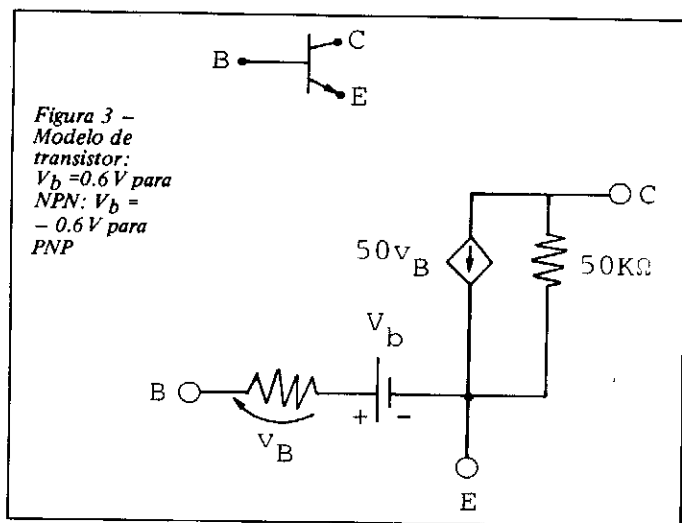 C
B
E
Figura 3 –
Modelo de
transistor:
Vb =0.6 V para
NPN: Vb =
– 0.6 V para
PNP
C
50vB
50KΩ
Vb
B
+ -
vB
E